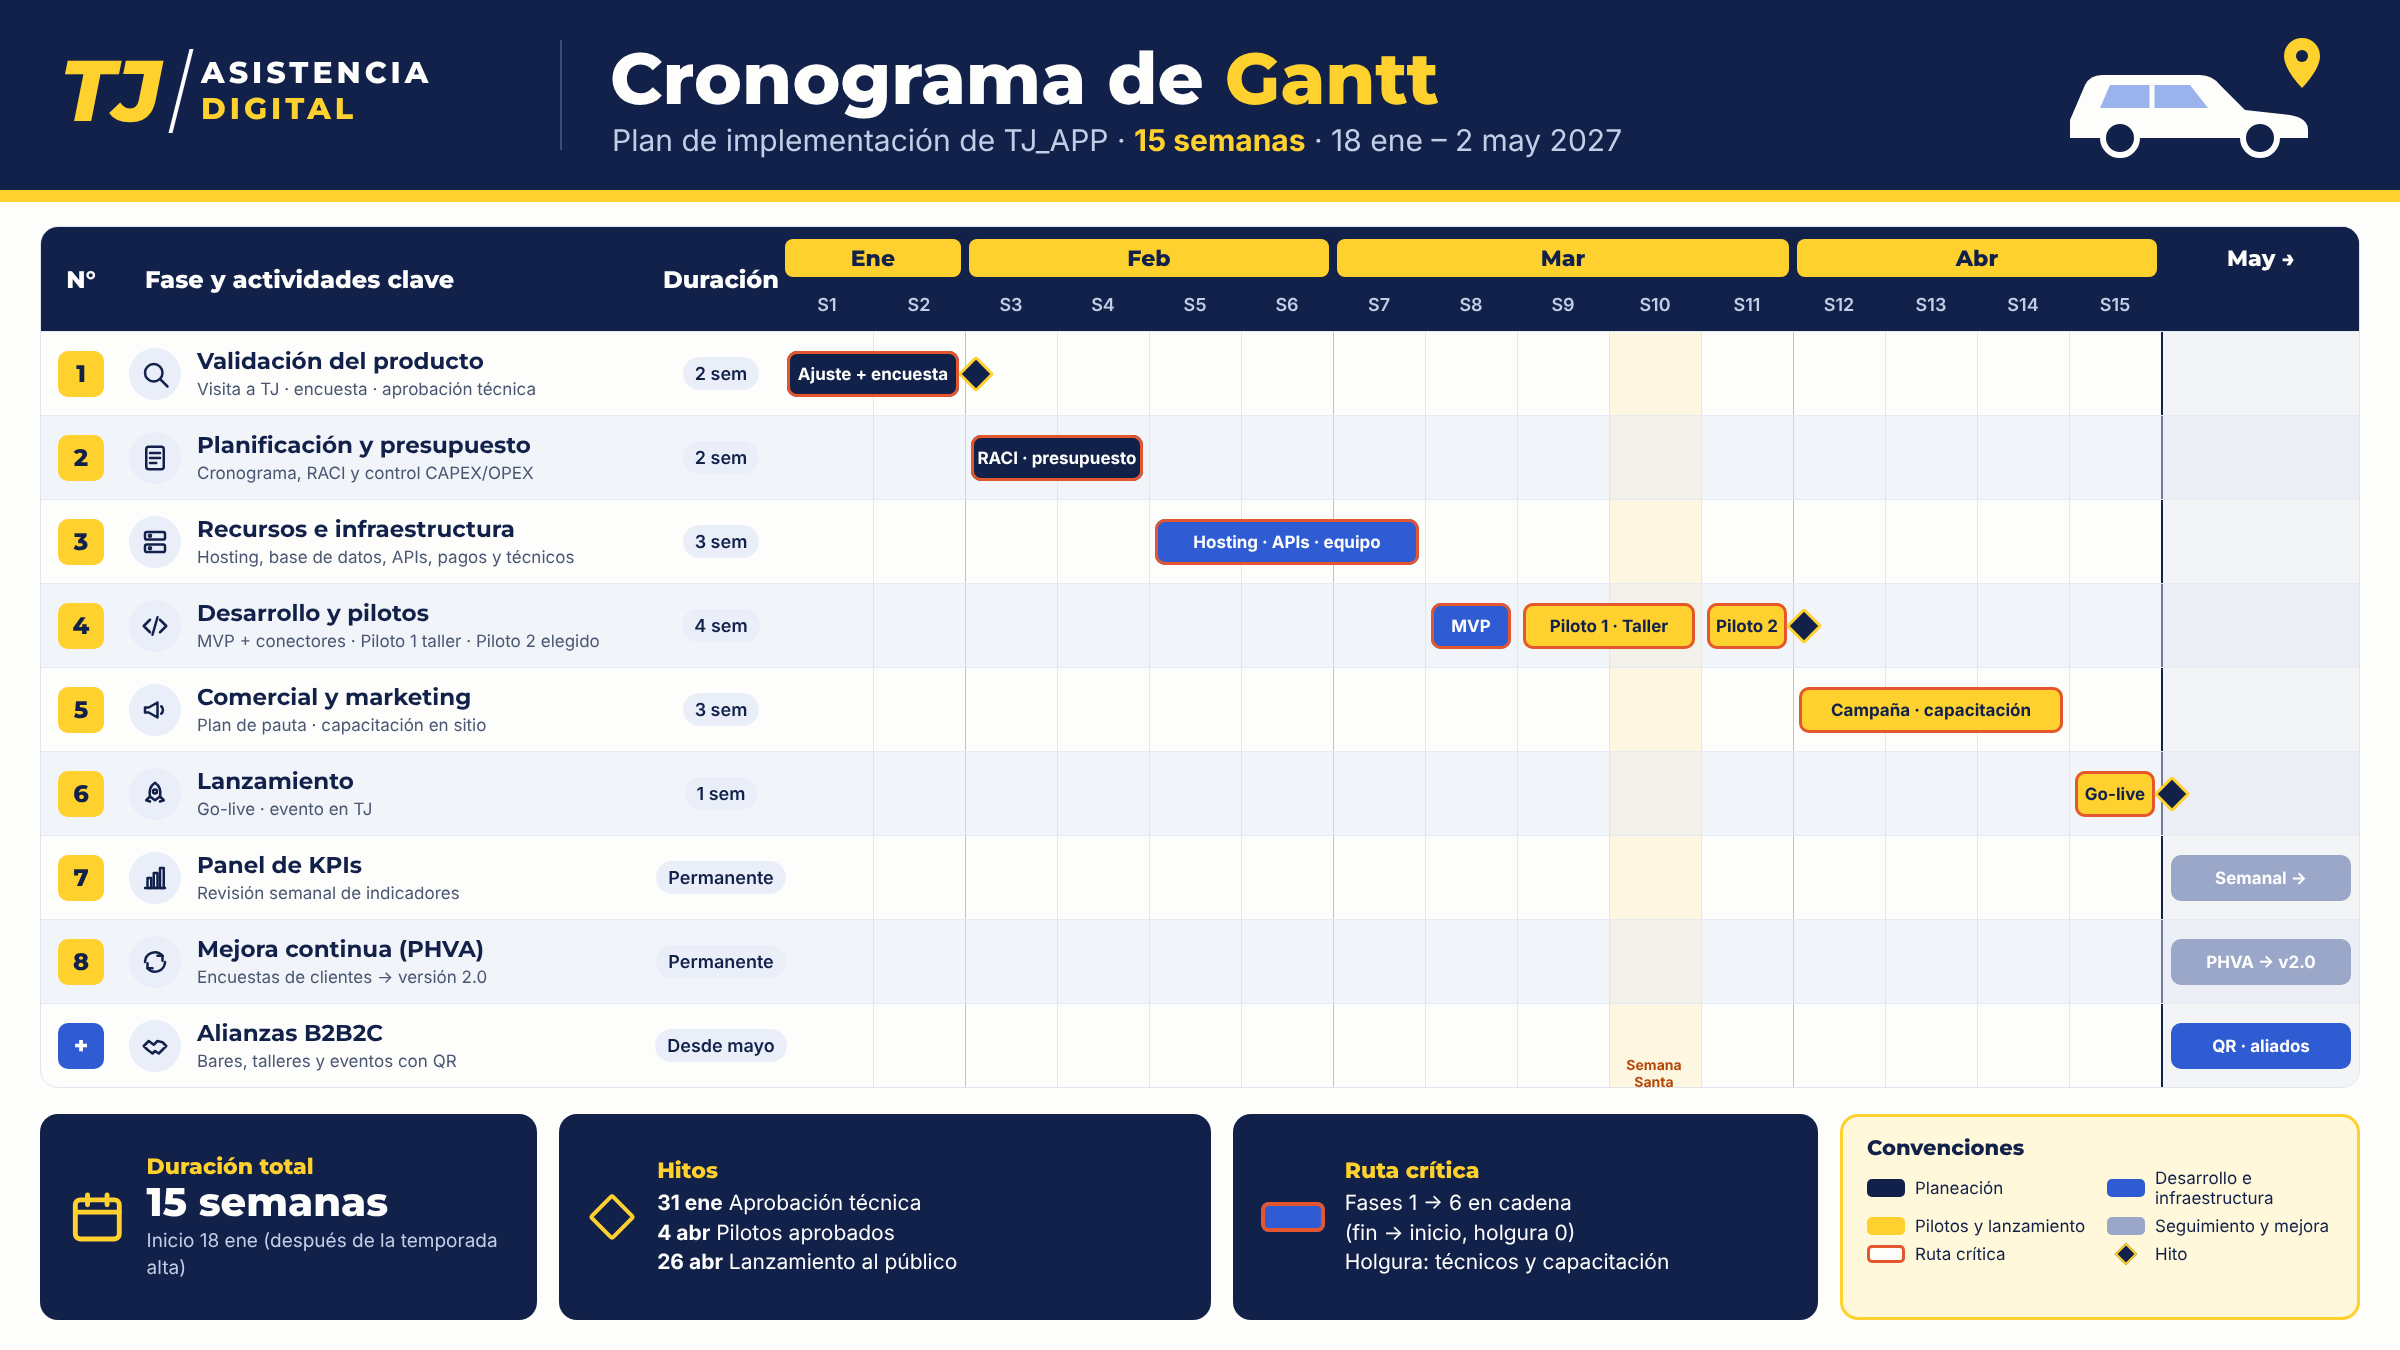 TJ ASISTENCIA
DIGITAL
Cronograma de Gantt
Plan de implementación de TJ_APP · 15 semanas · 18 ene – 2 may 2027
N° Fase y actividades clave Duración
Ene Feb Mar Abr May →
S1 S2 S3 S4 S5 S6 S7 S8 S9 S10 S11 S12 S13 S14 S15
1 Validación del producto
Visita a TJ · encuesta · aprobación técnica
2 sem
Ajuste + encuesta
2 Planificación y presupuesto
Cronograma, RACI y control CAPEX/OPEX
2 sem
RACI · presupuesto
3 Recursos e infraestructura
Hosting, base de datos, APIs, pagos y técnicos
3 sem
Hosting · APIs · equipo
4 Desarrollo y pilotos
MVP + conectores · Piloto 1 taller · Piloto 2 elegido
4 sem
MVP
Piloto 1 · Taller
Piloto 2
5 Comercial y marketing
Plan de pauta · capacitación en sitio
3 sem
Campaña · capacitación
6 Lanzamiento
Go-live · evento en TJ
1 sem
Go-live
7 Panel de KPIs
Revisión semanal de indicadores
Permanente
Semanal →
8 Mejora continua (PHVA)
Encuestas de clientes → versión 2.0
Permanente
PHVA → v2.0
+ Alianzas B2B2C
Bares, talleres y eventos con QR
Desde mayo
Semana
Santa
QR · aliados
Duración total
15 semanas
Inicio 18 ene (después de la temporada
alta)
Hitos
31 ene Aprobación técnica
4 abr Pilotos aprobados
26 abr Lanzamiento al público
Ruta crítica
Fases 1 → 6 en cadena
(fin → inicio, holgura 0)
Holgura: técnicos y capacitación
Convenciones
Planeación
Desarrollo e
infraestructura
Pilotos y lanzamiento
Seguimiento y mejora
Ruta crítica
Hito